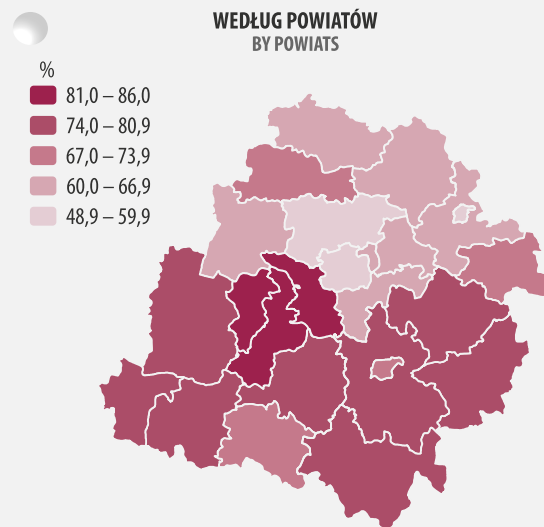 WEDŁUG POWIATÓW
BY POWIATS
%
81,0 – 86,0
74,0 – 80,9
67,0 – 73,9
60,0 – 66,9
48,9 – 59,9